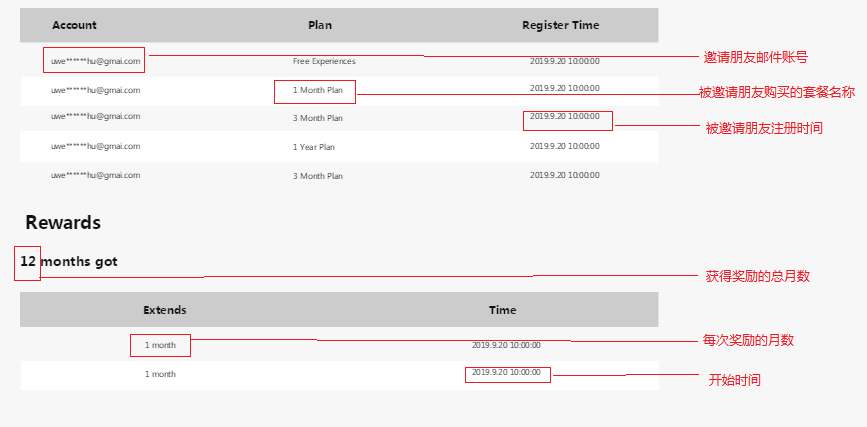 Account Plan Register Time
uwe******hu@gmai.com Free Experiences 2019.9.20 10:00:00 邀请朋友邮件账号
uwe******hu@gmai.com 1 Month Plan 2019.9.20 10:00:00 被邀请朋友购买的套餐名称
uwe******hu@gmai.com 3 Month Plan 2019.9.20 10:00:00 被邀请朋友注册时间
uwe******hu@gmai.com 1 Year Plan 2019.9.20 10:00:00
uwe******hu@gmai.com 3 Month Plan 2019.9.20 10:00:00
Rewards
12 months got 获得奖励的总月数
Extends Time
1 month 2019.9.20 10:00:00 每次奖励的月数
1 month 2019.9.20 10:00:00 开始时间